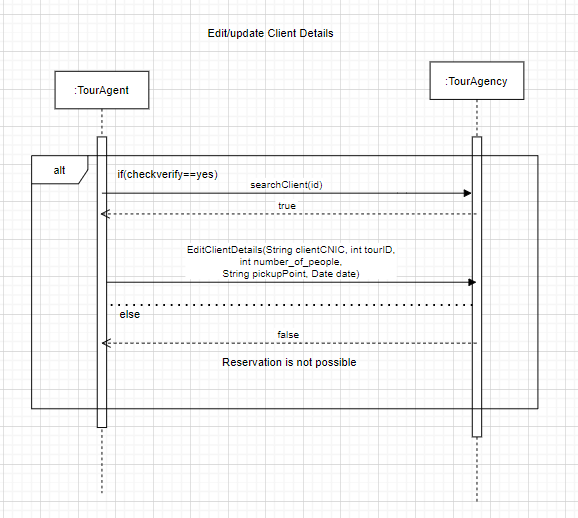 Edit/update Client Details
:TourAgent
:TourAgency
alt
if(checkverify==yes)
searchClient(id)
true
EditClientDetails(String clientCNIC, int tourID,
int number_of_people,
String pickupPoint, Date date)
else
false
Reservation is not possible